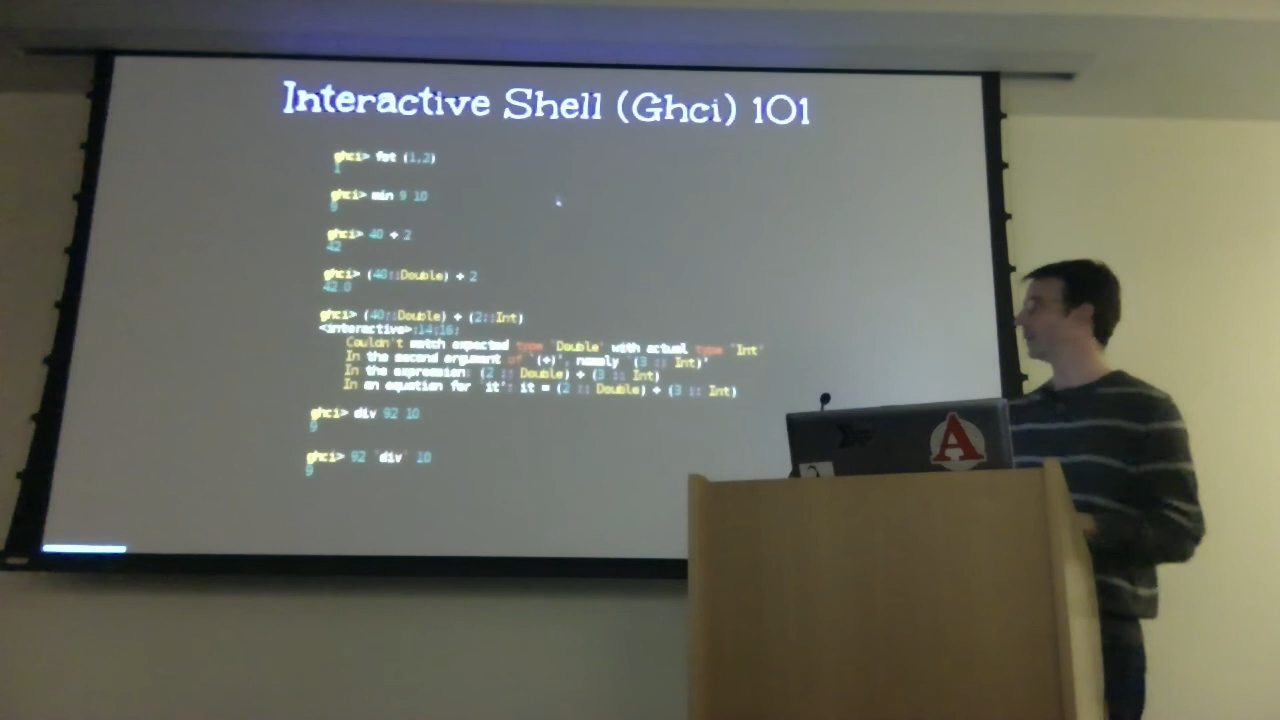 Interactive Shell (Ghci) 101
ghci> fst (1,2)
1
ghci> min 9 10
9
ghci> 40 + 2
42
ghci> (40::Double) + 2
42.0
ghci> (40::Double) + (2::Int)
<interactive>:14:16:
Couldn't match expected type `Double' with actual type `Int'
In the second argument of `(+)', namely `(3 :: Int)'
In the expression: (2 :: Double) + (3 :: Int)
In an equation for `it': it = (2 :: Double) + (3 :: Int)
ghci> div 92 10
9
ghci> 92 `div` 10
9
A